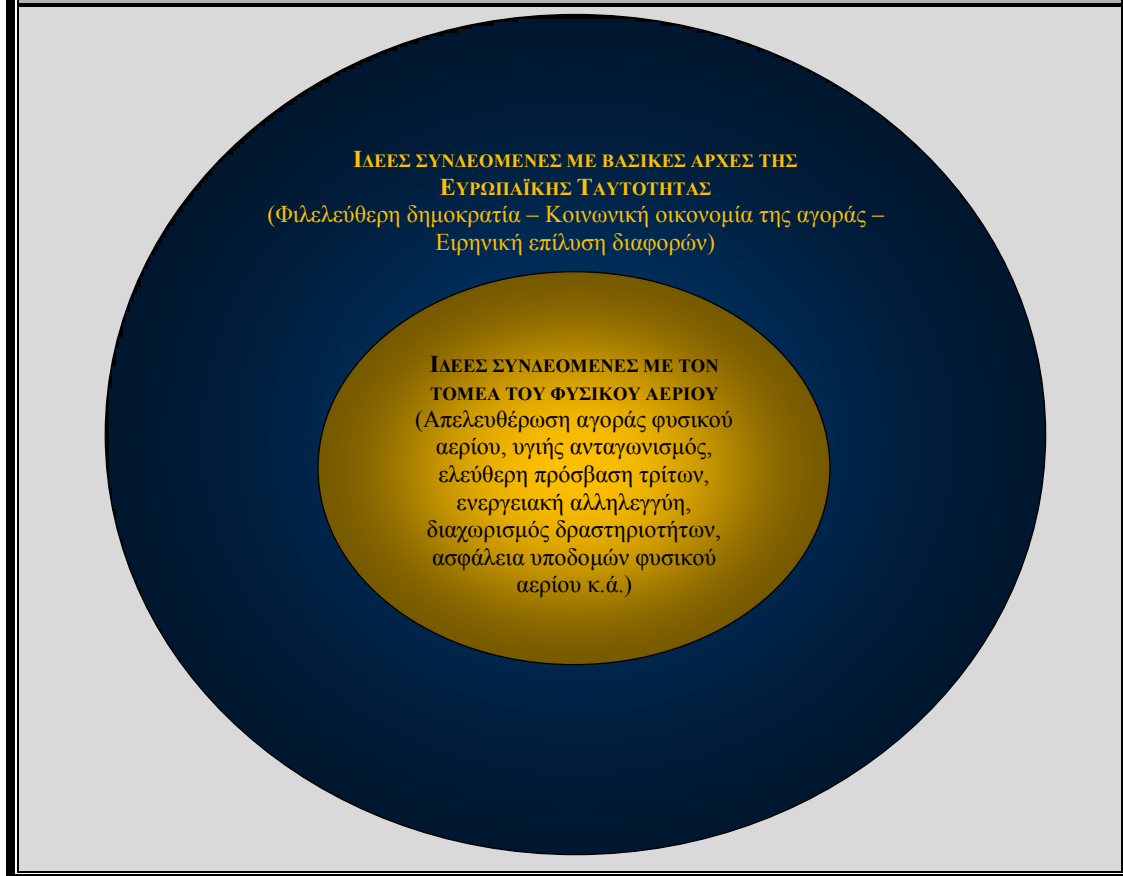 ΙΔΕΕΣ ΣΥΝΔΕΟΜΕΝΕΣ ΜΕ ΒΑΣΙΚΕΣ ΑΡΧΕΣ ΤΗΣ
ΕΥΡΩΠΑΪΚΗΣ ΤΑΥΤΟΤΗΤΑΣ
(Φιλελεύθερη δημοκρατία – Κοινωνική οικονομία της αγοράς –
Ειρηνική επίλυση διαφορών)
ΙΔΕΕΣ ΣΥΝΔΕΟΜΕΝΕΣ ΜΕ ΤΟΝ
ΤΟΜΕΑ ΤΟΥ ΦΥΣΙΚΟΥ ΑΕΡΙΟΥ
(Απελευθέρωση αγοράς φυσικού
αερίου, υγιής ανταγωνισμός,
ελεύθερη πρόσβαση τρίτων,
ενεργειακή αλληλεγγύη,
διαχωρισμός δραστηριοτήτων,
ασφάλεια υποδομών φυσικού
αερίου κ.ά.)